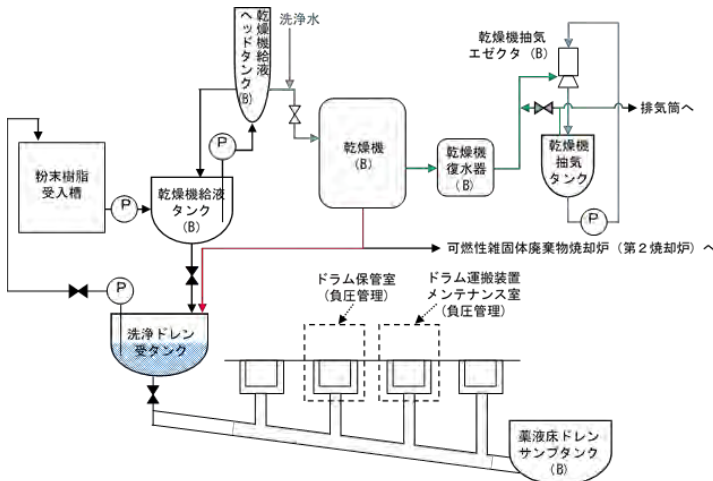 乾燥機給液
ヘッドタンク
(B)
洗浄水
乾燥機抽気
エゼクタ (B)
排気筒へ
乾燥機
(B)
乾燥機
復水器
(B)
乾燥機
抽気
タンク
P
P
粉末樹脂
受入槽
P
乾燥機給液
タンク
(B)
P
可燃性雑固体廃棄物焼却炉(第2焼却炉)へ
P
ドラム保管室
(負圧管理)
ドラム運搬装置
メンテナンス室
(負圧管理)
洗浄ドレン
受タンク
薬液床ドレン
サンプタンク
(B)